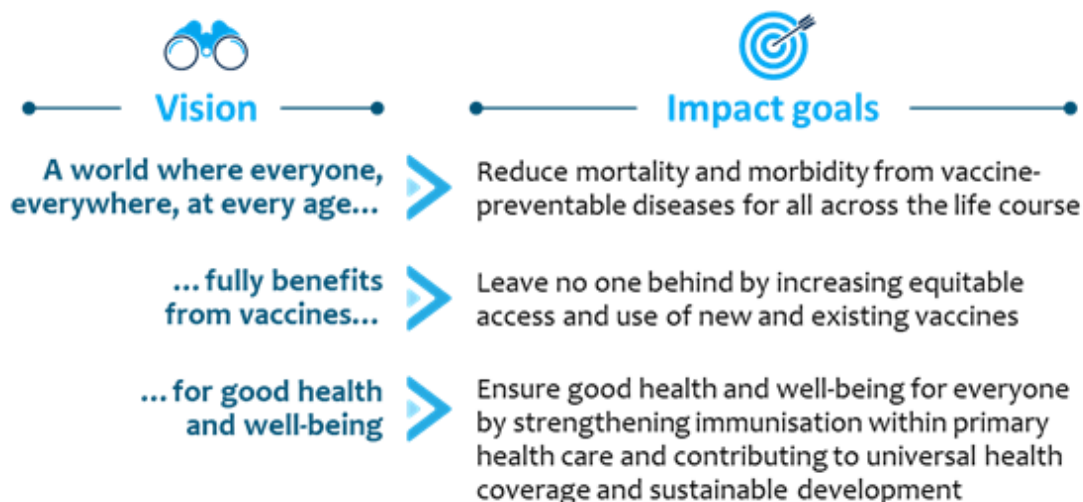 Vision
Impact goals
A world where everyone,
everywhere, at every age...
Reduce mortality and morbidity from vaccine-
preventable diseases for all across the life course
...fully benefits
from vaccines...
Leave no one behind by increasing equitable
access and use of new and existing vaccines
...for good health
and well-being
Ensure good health and well-being for everyone
by strengthening immunisation within primary
health care and contributing to universal health
coverage and sustainable development